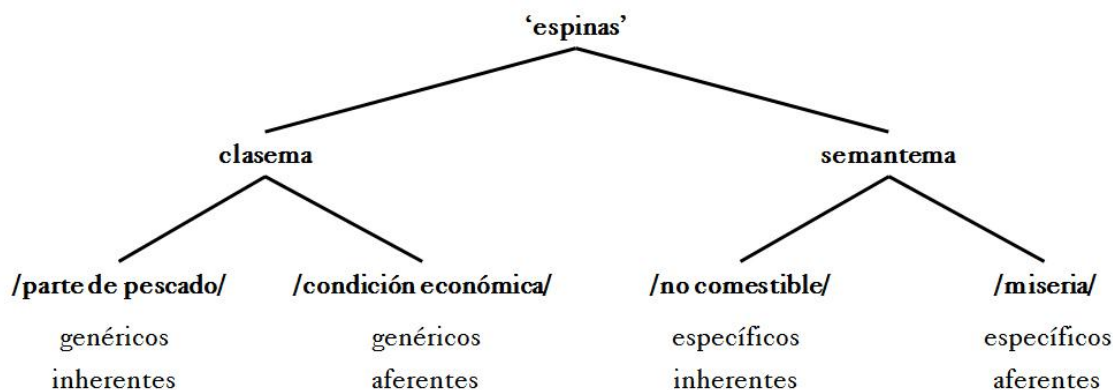 ‘espinas’
clasema semantema
/parte de pescado/ /condición económica/ /no comestible/ /miseria/
genéricos genéricos específicos específicos
inherentes aferentes inherentes aferentes